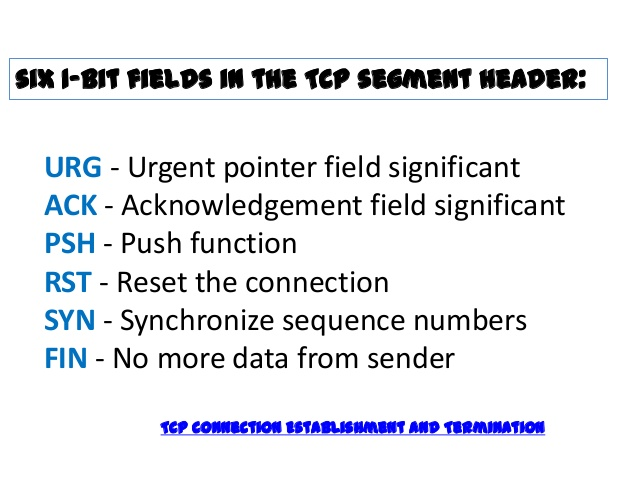 SIX 1-BIT FIELDS IN THE TCP SEGMENT HEADER:
URG - Urgent pointer field significant
ACK - Acknowledgement field significant
PSH - Push function
RST - Reset the connection
SYN - Synchronize sequence numbers
FIN - No more data from sender
TCP CONNECTION ESTABLISHMENT AND TERMINATION